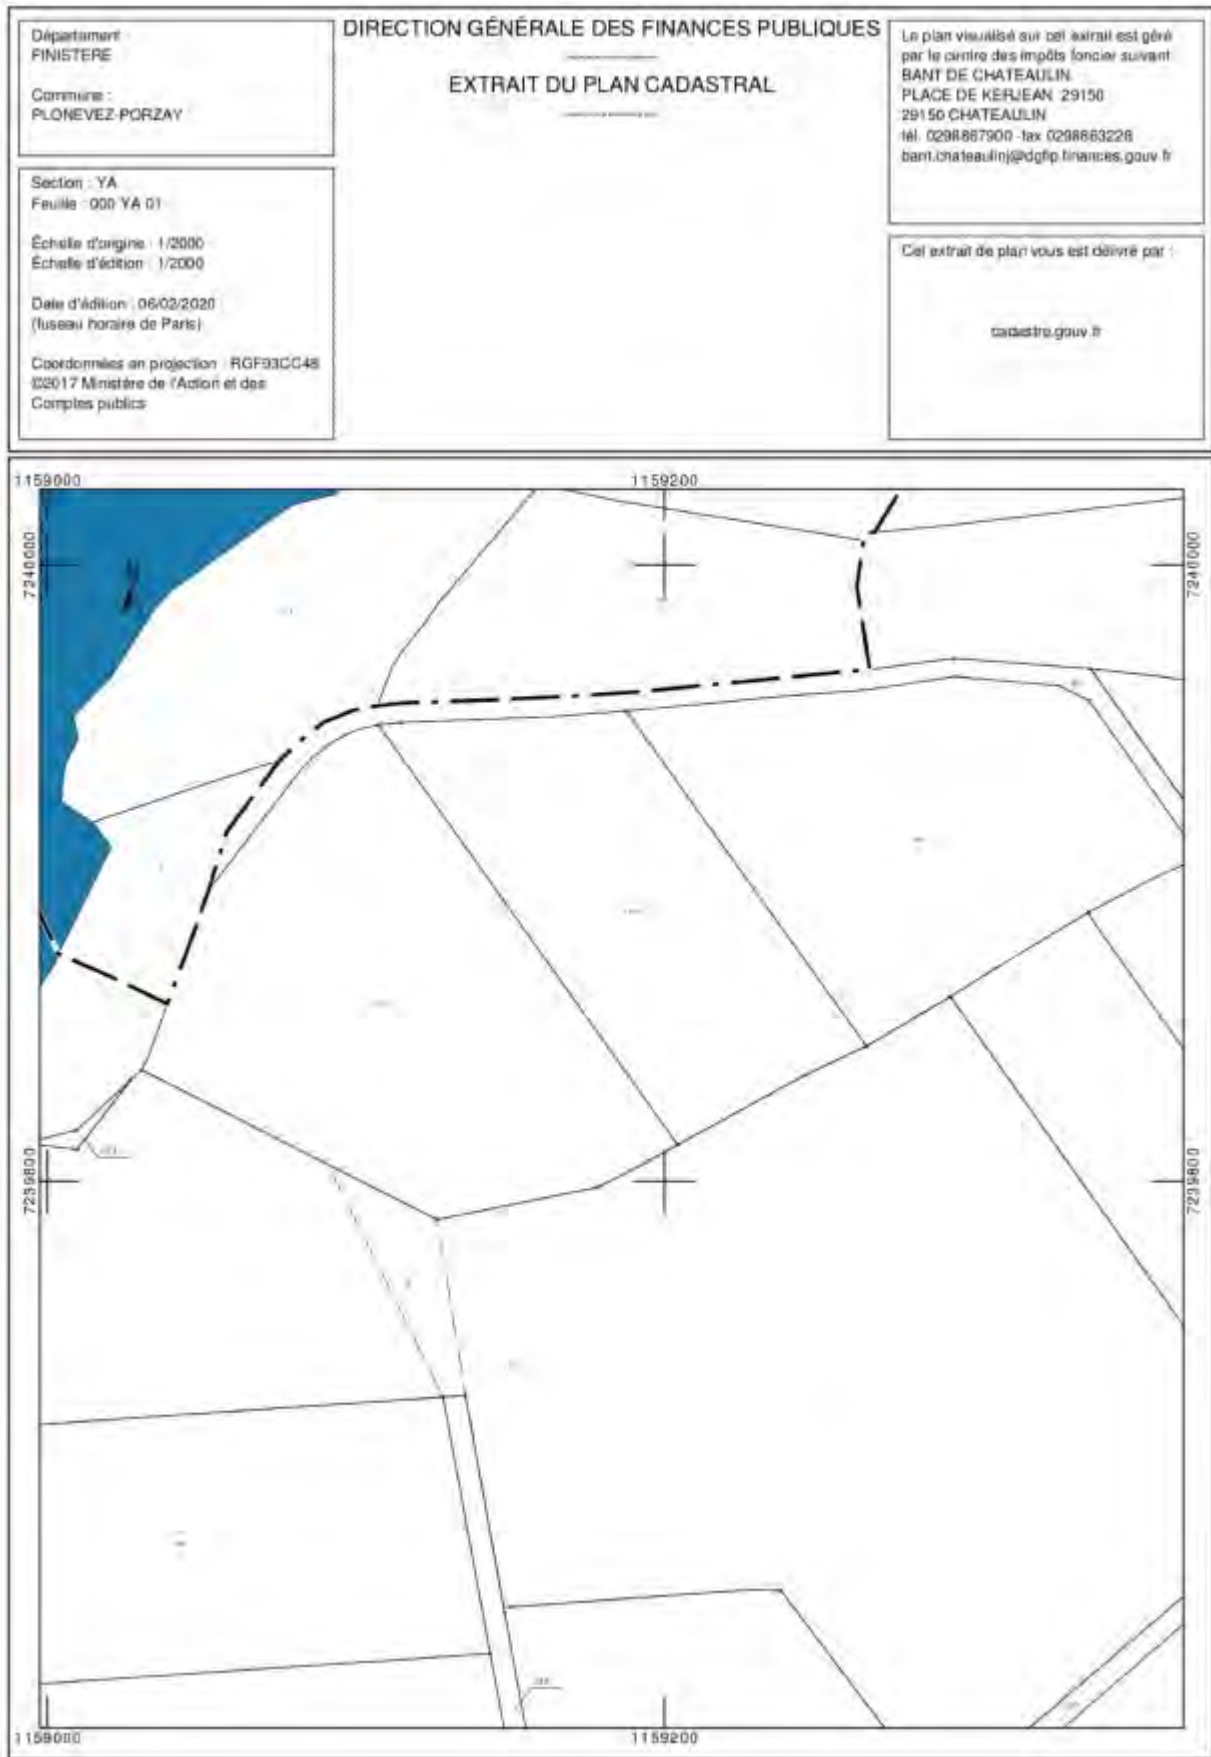 Département :
FINISTERE
Commune :
PLONEVEZ-PORZAY
Section : YA
Feuille : 000 YA 01
Échelle d'origine : 1/2000
Échelle d'édition : 1/2000
Date d'édition : 06/02/2020
(fuseau horaire de Paris)
Coordonnées en projection : RGF93CC48
©2017 Ministère de l'Action et des
Comptes publics
DIRECTION GÉNÉRALE DES FINANCES PUBLIQUES
EXTRAIT DU PLAN CADASTRAL
Le plan visualisé sur cet extrait est géré
par le centre des impôts foncier suivant :
BANT DE CHATEAULIN
PLACE DE KERJEAN 29150
29150 CHATEAULIN
tél. 0298867900 -fax 0298863228
bant.chateaulin@dgfip.finances.gouv.fr
Cet extrait de plan vous est délivré par :
cadastre.gouv.fr
1159000
1159200
7240000
7240000
7239800
7239800
1159000
1159200